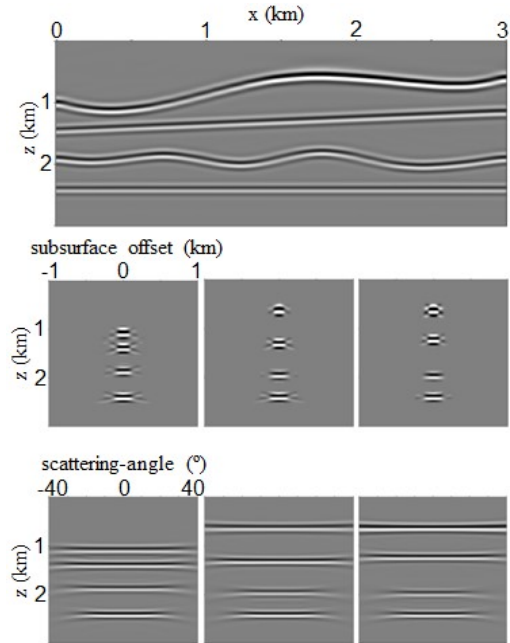 x (km)
0 1 2 3
1
z (km)
2
subsurface offset (km)
-1 0 1
1
z (km)
2
scattering-angle (°)
-40 0 40
1
z (km)
2